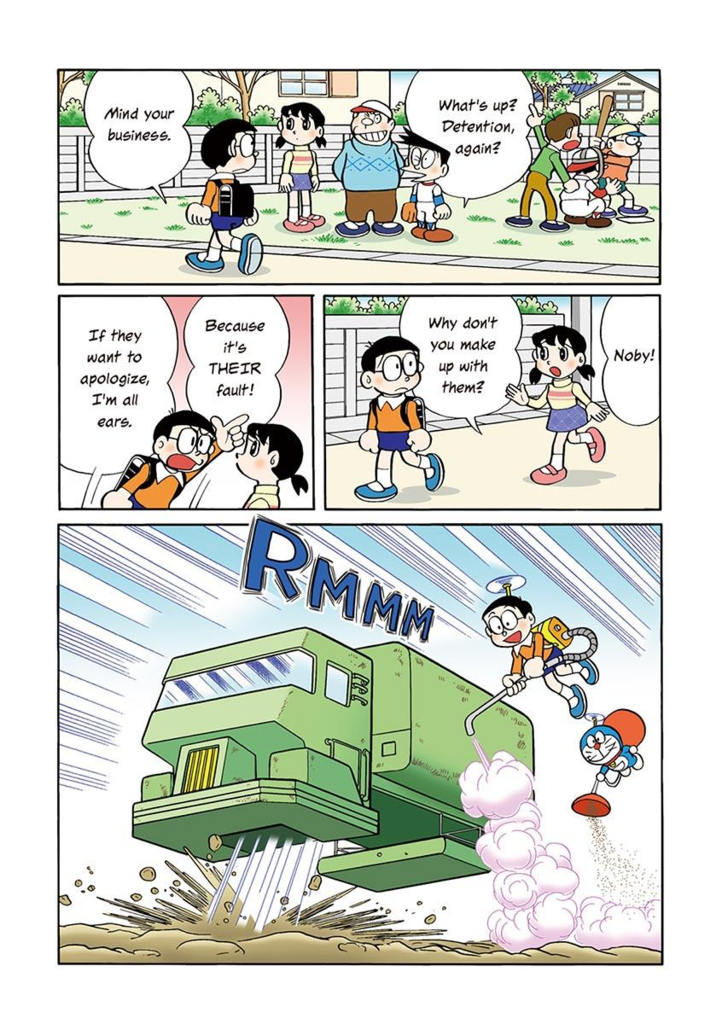 What's up?
Detention,
again?
Mind your
business.
Noby!
Why don't
you make
up with
them?
Because
it's
THEIR
fault!
If they
want to
apologize,
I'm all
ears.
RMMM